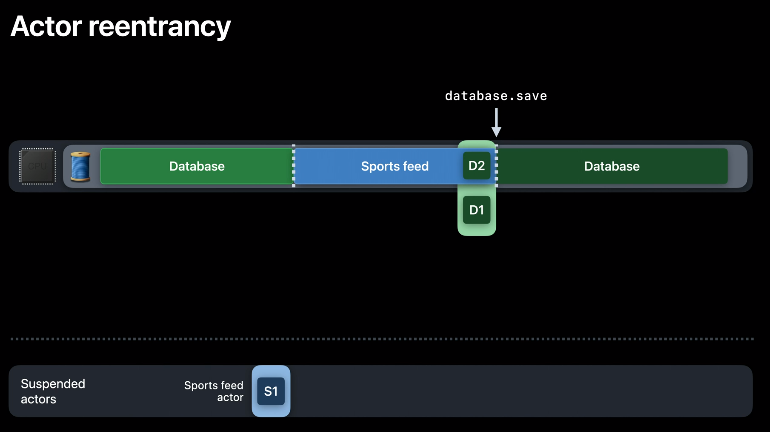 Actor reentrancy
database.save
Database
Sports feed
D2
Database
D1
Suspended
actors
Sports feed
actor
S1